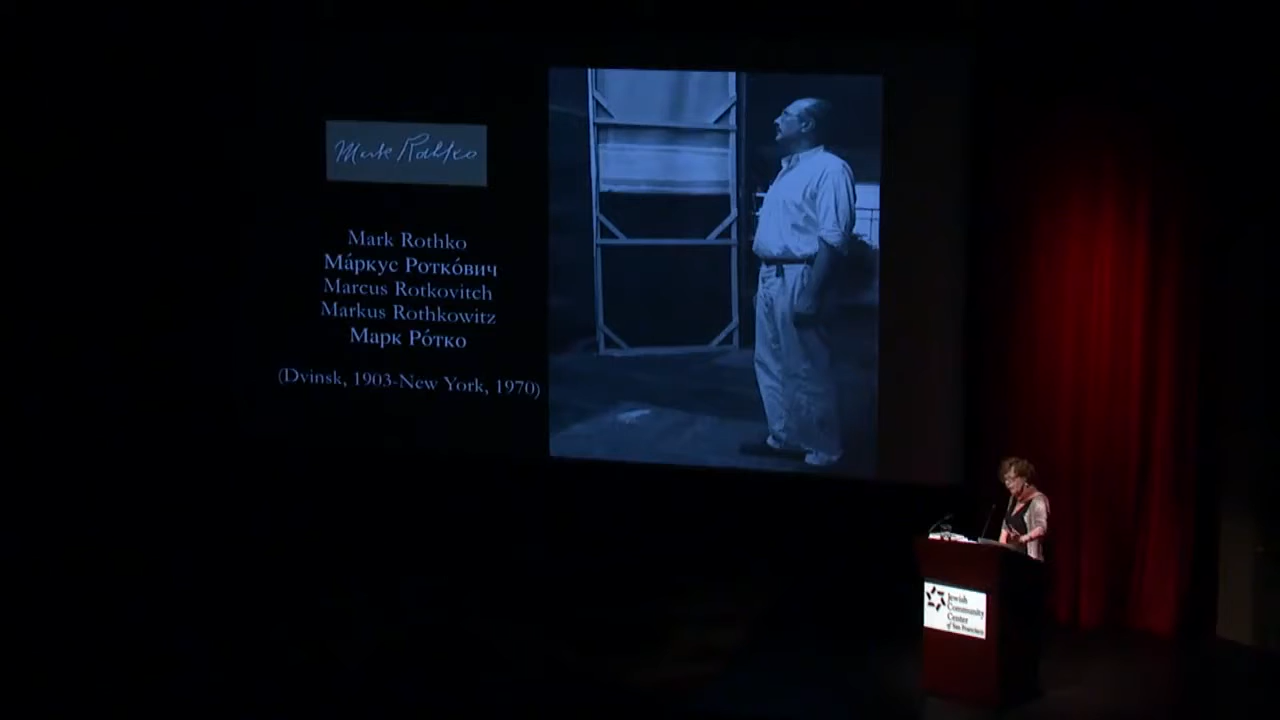 Mark Rothko
Mark Rothko
Ма́ркус Ротко́вич
Marcus Rotkovitch
Markus Rothkowitz
Марк Ро́тко
(Dvinsk, 1903-New York, 1970)
Jewish
Community
Center
of San Francisco